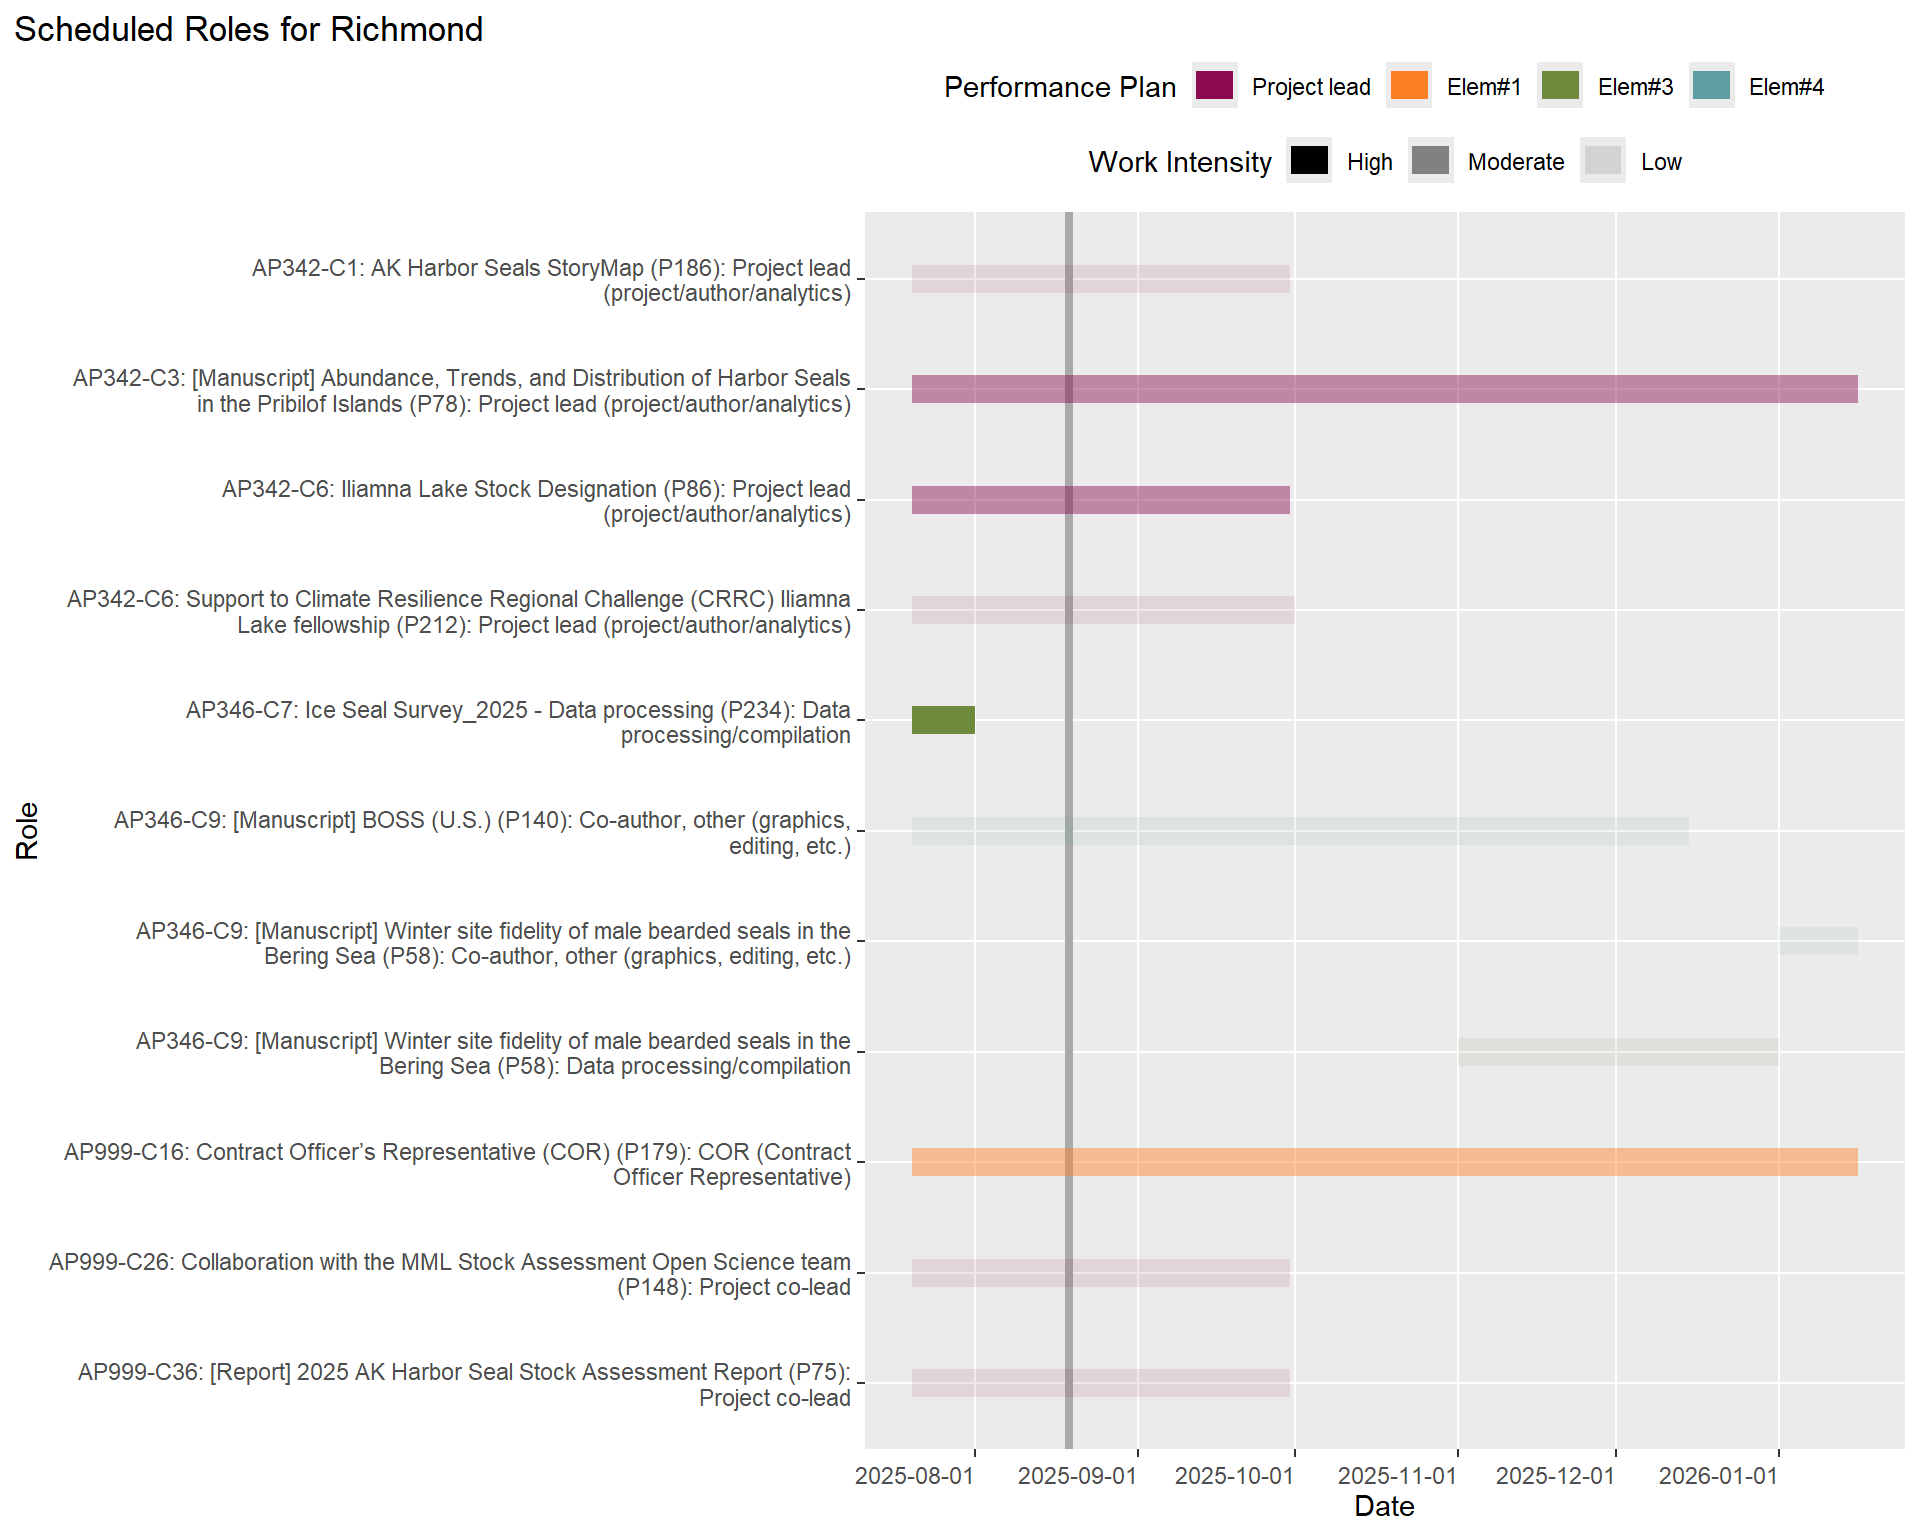 Scheduled Roles for Richmond
Performance Plan Project lead Elem#1 Elem#3 Elem#4
Work Intensity High Moderate Low
AP342-C1: AK Harbor Seals StoryMap (P186): Project lead
(project/author/analytics)
AP342-C3: [Manuscript] Abundance, Trends, and Distribution of Harbor Seals
in the Pribilof Islands (P78): Project lead (project/author/analytics)
AP342-C6: Iliamna Lake Stock Designation (P86): Project lead
(project/author/analytics)
AP342-C6: Support to Climate Resilience Regional Challenge (CRRC) Iliamna
Lake fellowship (P212): Project lead (project/author/analytics)
AP346-C7: Ice Seal Survey_2025 - Data processing (P234): Data
processing/compilation
AP346-C9: [Manuscript] BOSS (U.S.) (P140): Co-author, other (graphics,
editing, etc.)
AP346-C9: [Manuscript] Winter site fidelity of male bearded seals in the
Bering Sea (P58): Co-author, other (graphics, editing, etc.)
AP346-C9: [Manuscript] Winter site fidelity of male bearded seals in the
Bering Sea (P58): Data processing/compilation
AP999-C16: Contract Officer’s Representative (COR) (P179): COR (Contract
Officer Representative)
AP999-C26: Collaboration with the MML Stock Assessment Open Science team
(P148): Project co-lead
AP999-C36: [Report] 2025 AK Harbor Seal Stock Assessment Report (P75):
Project co-lead
Role
2025-08-01 2025-09-01 2025-10-01 2025-11-01 2025-12-01 2026-01-01
Date